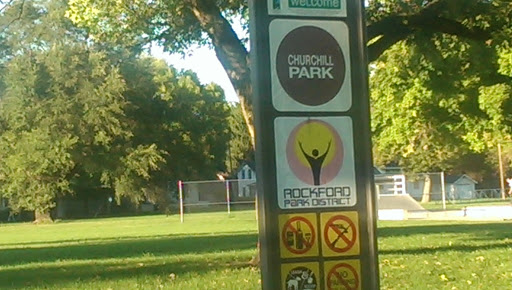 welcome
CHURCHILL
PARK
ROCKFORD
PARK DISTRICT